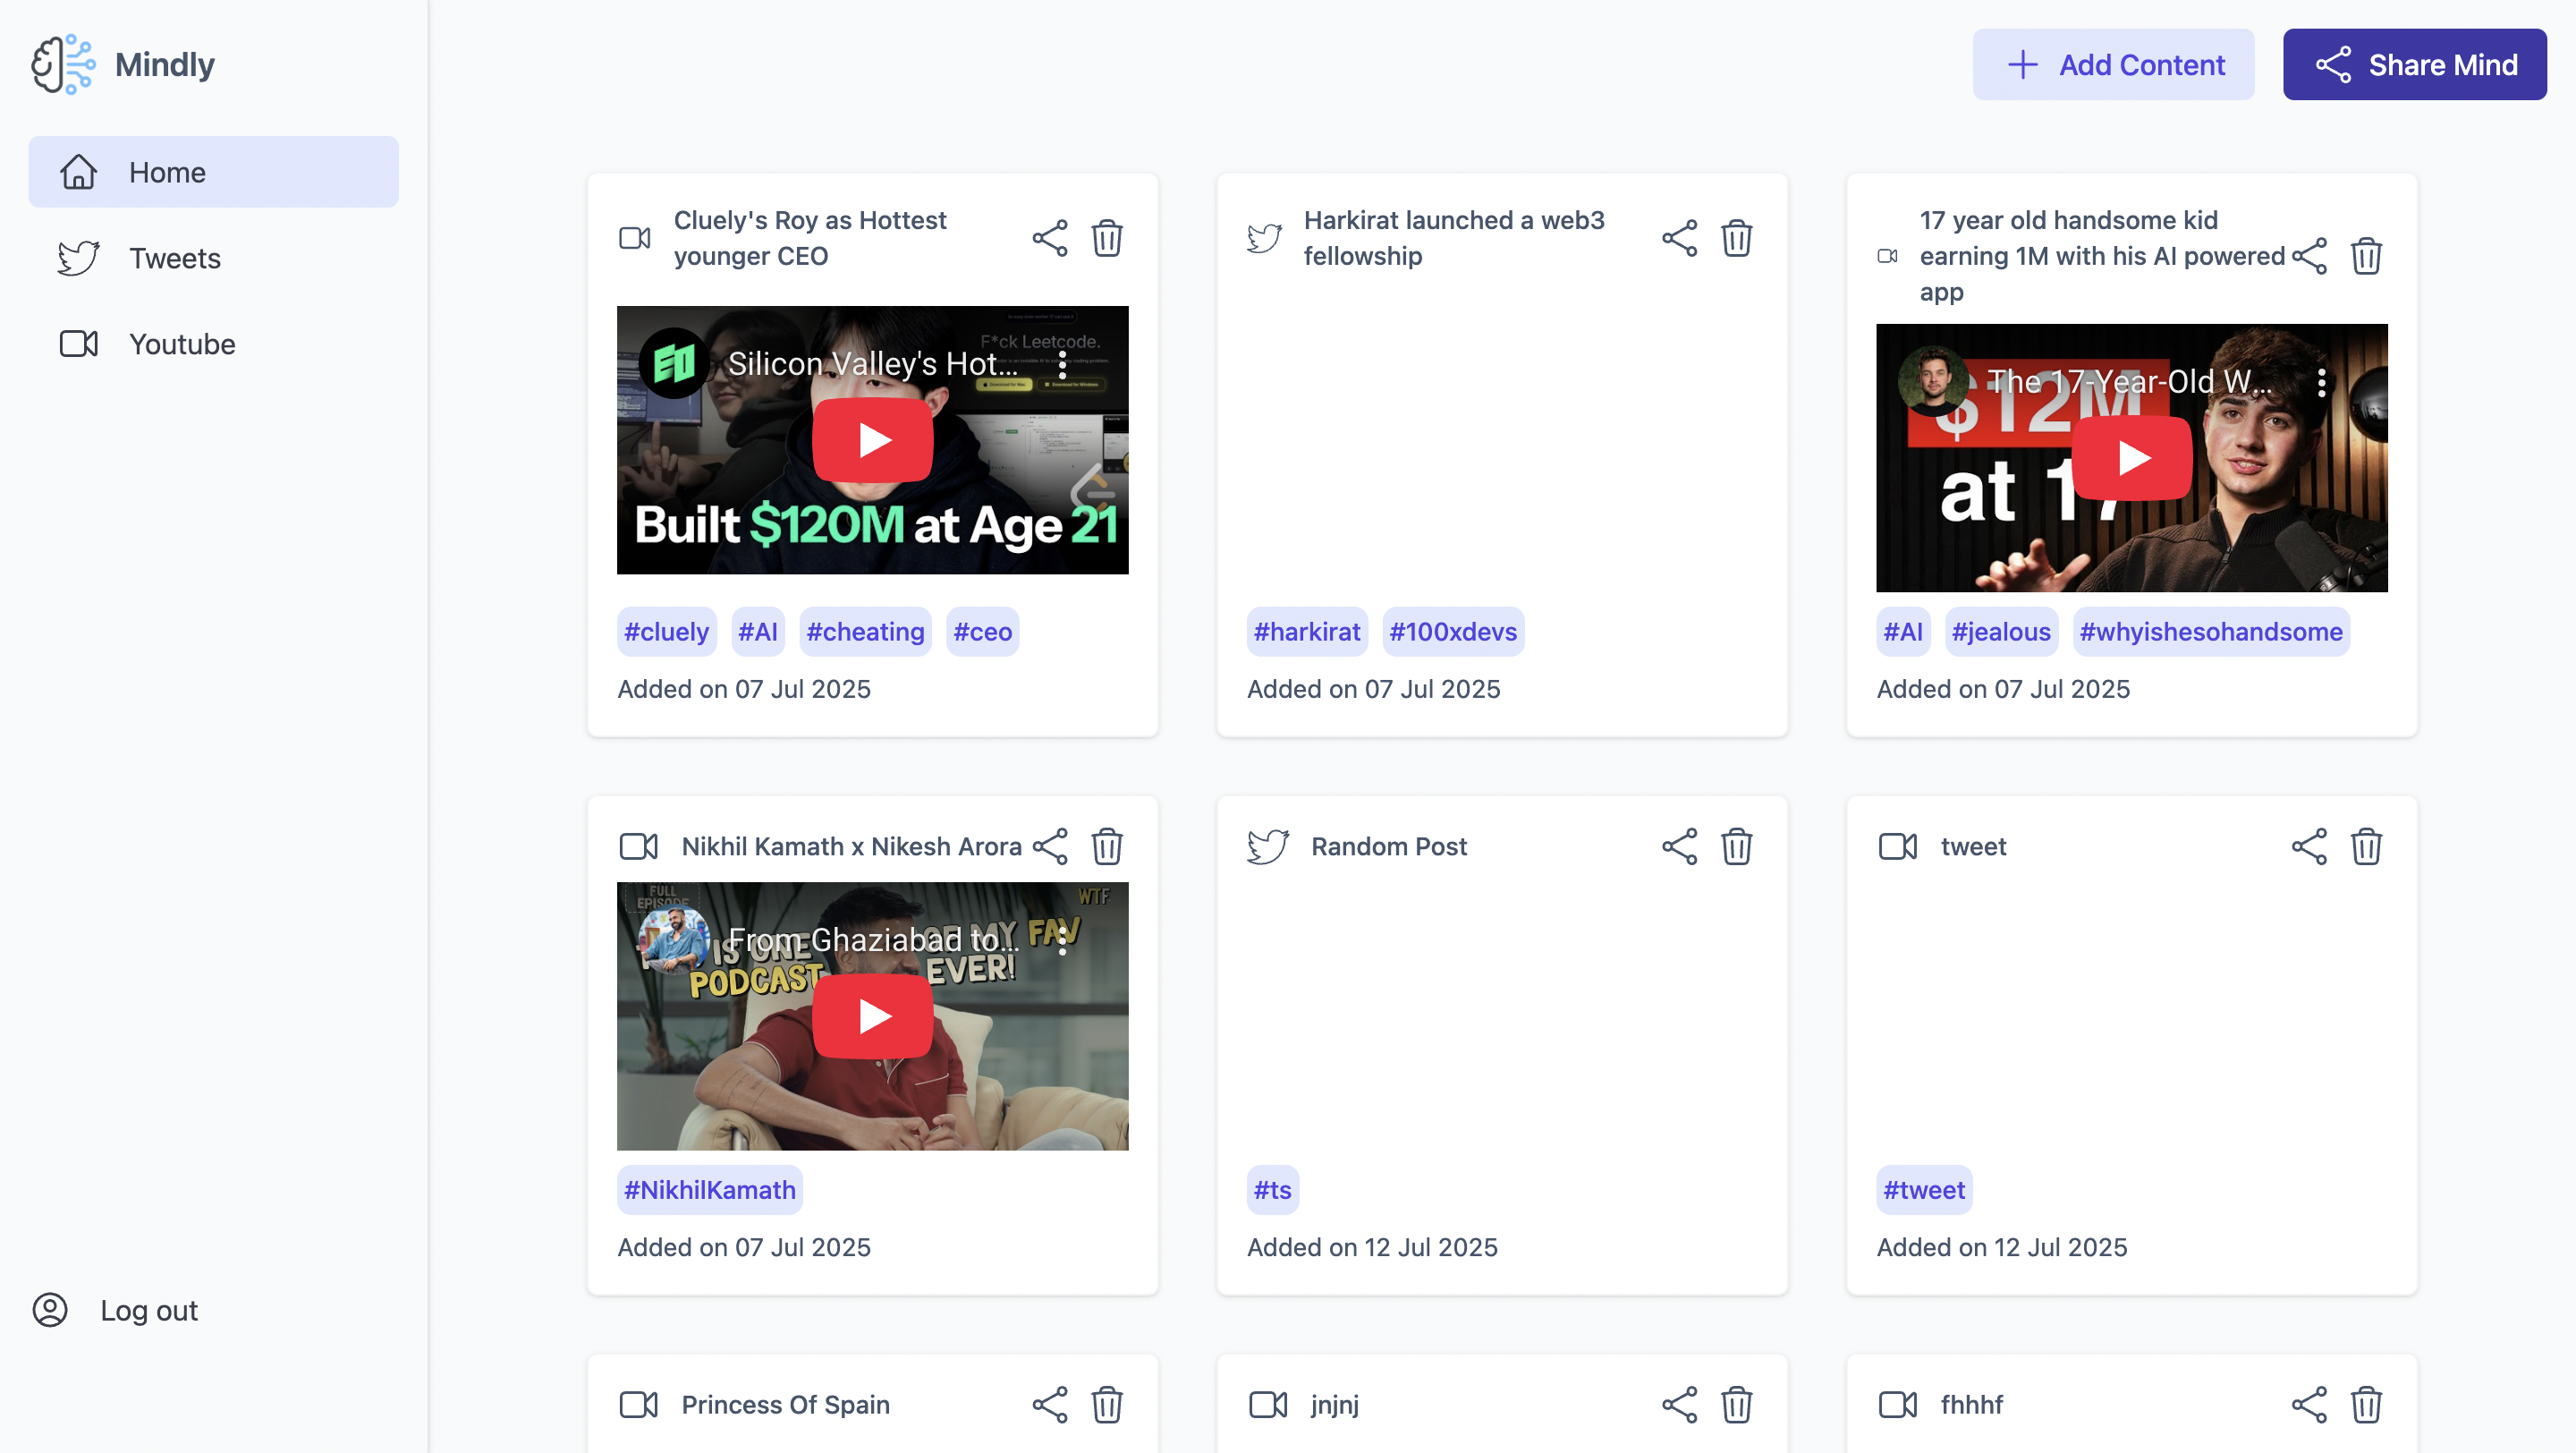 Mindly
Add Content
Share Mind
Home
Tweets
Youtube
Log out
Cluely's Roy as Hottest
younger CEO
F*ck Leetcode.
Silicon Valley's Hot...
Download for Mac
Download for Windows
Built $120M at Age 21
#cluely #AI #cheating #ceo
Added on 07 Jul 2025
Harkirat launched a web3
fellowship
#harkirat #100xdevs
Added on 07 Jul 2025
17 year old handsome kid
earning 1M with his AI powered
app
The 17-Year-Old W...
$12M
at 17
#AI #jealous #whyishesohandsome
Added on 07 Jul 2025
Nikhil Kamath x Nikesh Arora
FULL
EPISODE
WTF
From Ghaziabad to...
IS ONE OF MY FAV
PODCAST EVER!
#NikhilKamath
Added on 07 Jul 2025
Random Post
#ts
Added on 12 Jul 2025
tweet
#tweet
Added on 12 Jul 2025
Princess Of Spain
jnjnj
fhhhf